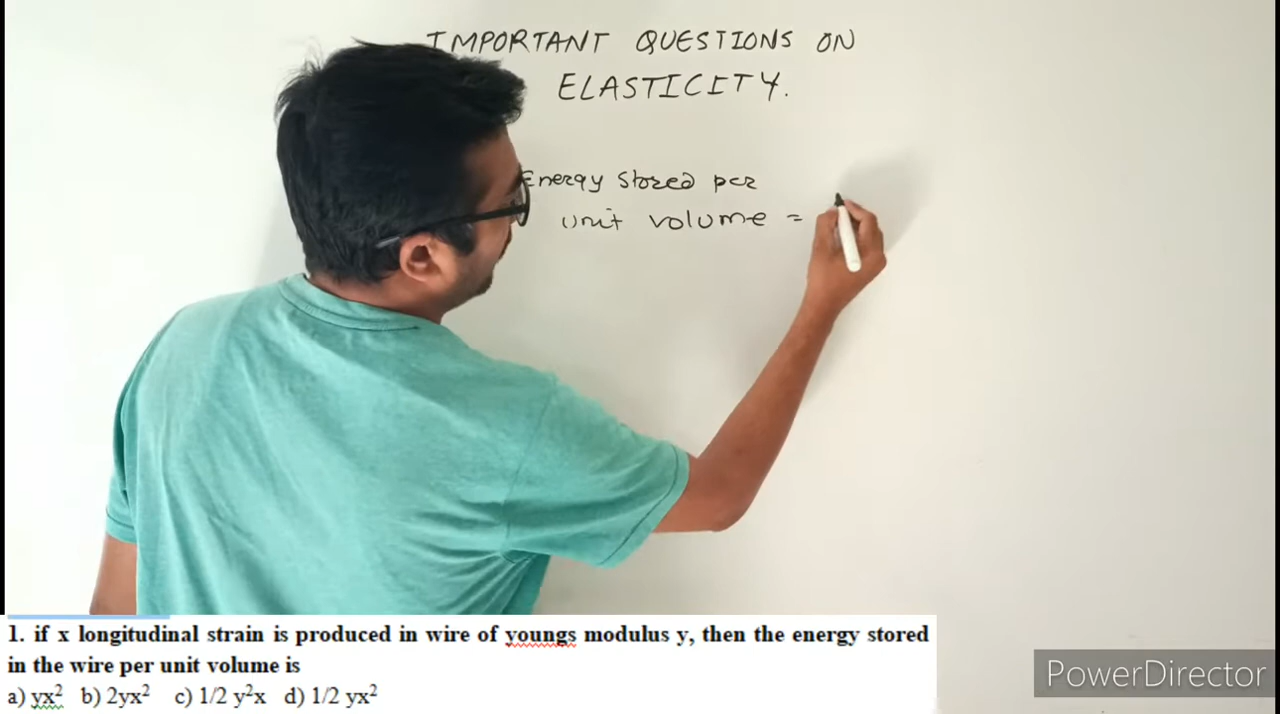 IMPORTANT QUESTIONS ON
ELASTICITY.
Energy stored per
unit volume =
1. if x longitudinal strain is produced in wire of youngs modulus y, then the energy stored
in the wire per unit volume is
a) yx² b) 2yx² c) 1/2 y²x d) 1/2 yx²
PowerDirector